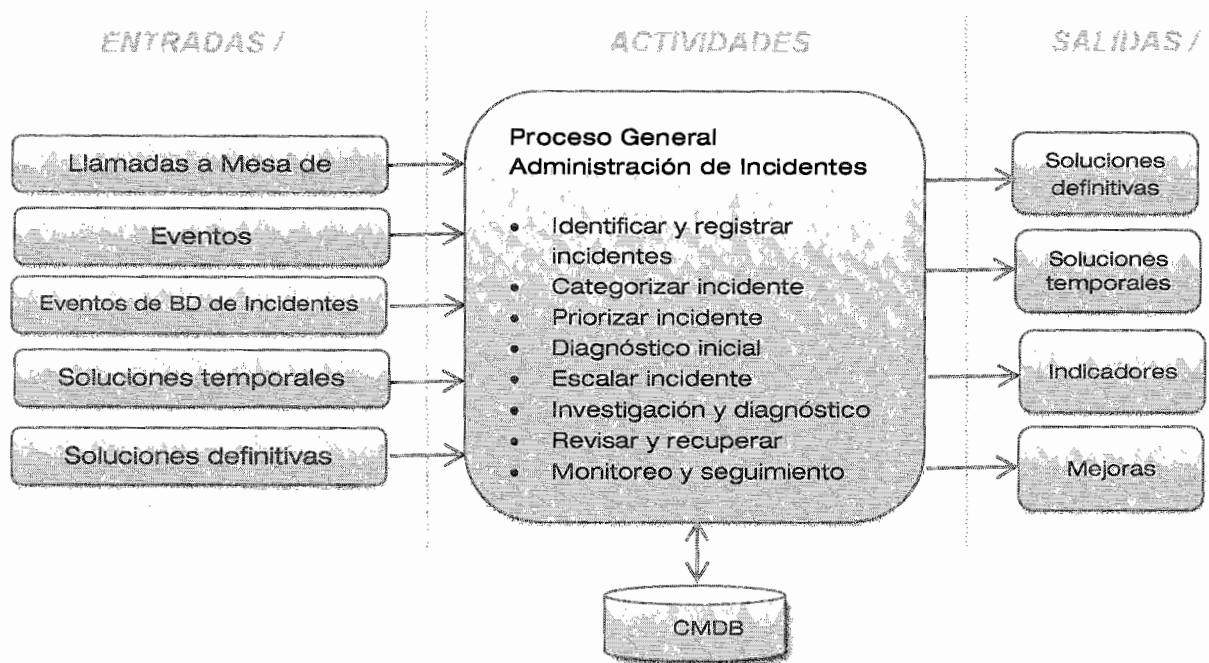 ENTRADAS /
ACTIVIDADES
SALIDAS /
Llamadas a Mesa de
Eventos
Eventos de BD de Incidentes
Soluciones temporales
Soluciones definitivas
Proceso General
Administración de Incidentes
• Identificar y registrar
incidentes
• Categorizar incidente
• Priorizar incidente
• Diagnóstico inicial
• Escalar incidente
• Investigación y diagnóstico
• Revisar y recuperar
• Monitoreo y seguimiento
Soluciones
definitivas
Soluciones
temporales
Indicadores
Mejoras
CMDB